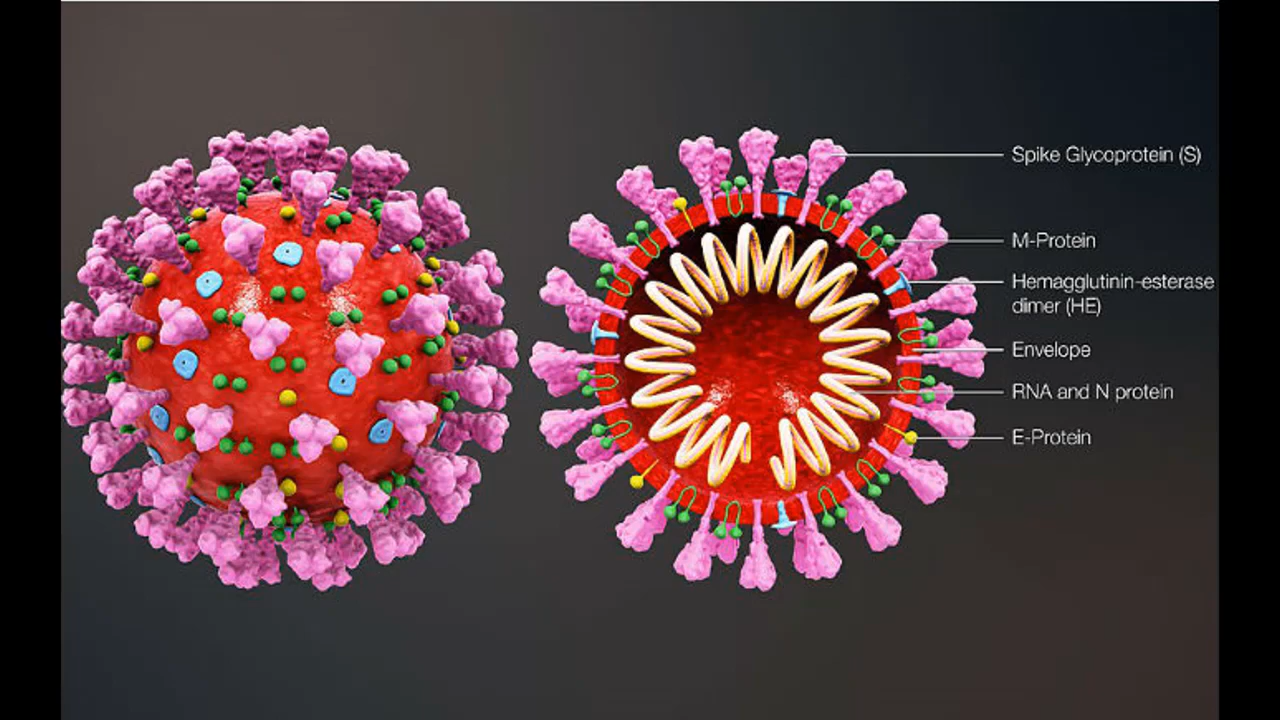 Spike Glycoprotein (S)
M-Protein
Hemagglutinin-esterase
dimer (HE)
Envelope
RNA and N protein
E-Protein